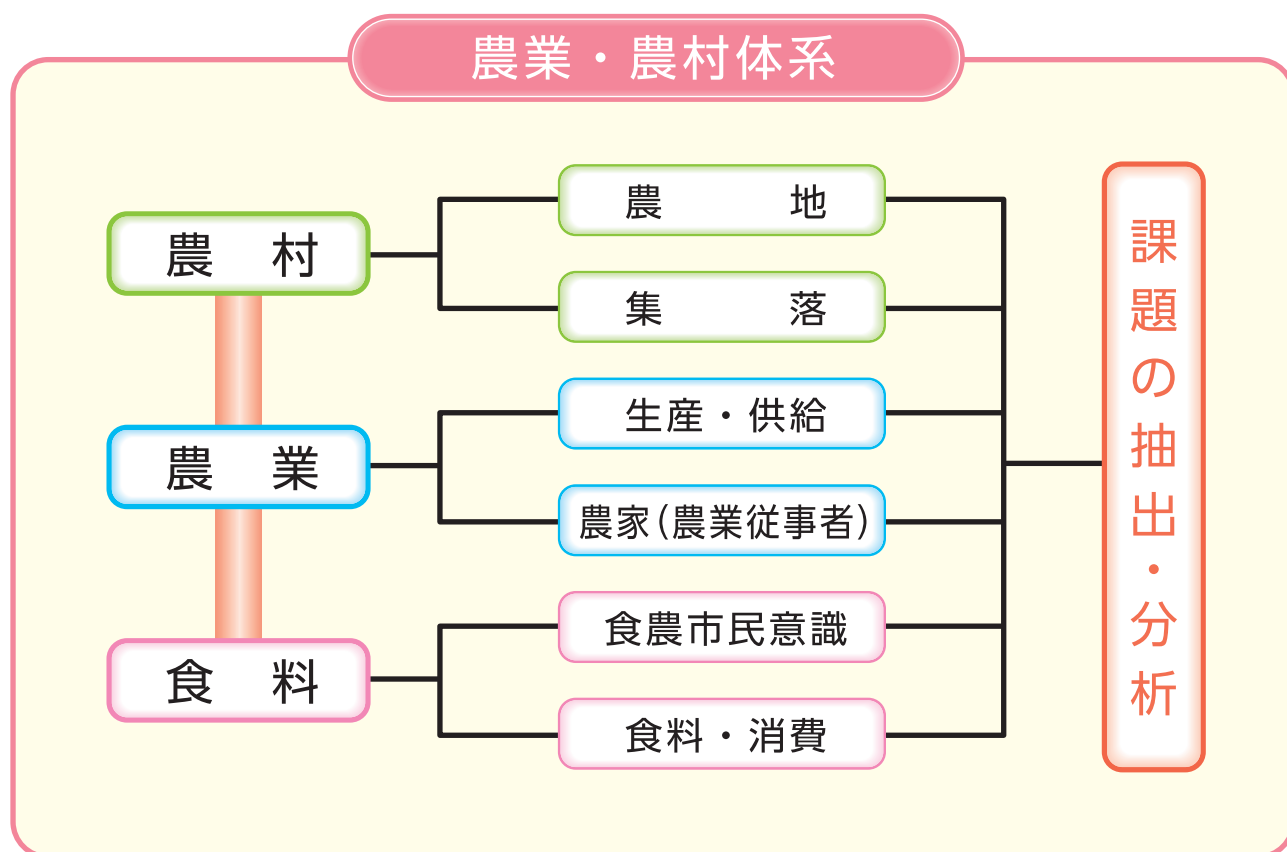 農業・農村体系
農村
農地
集落
農業
生産・供給
農家(農業従事者)
食料
食農市民意識
食料・消費
課題の抽出・分析